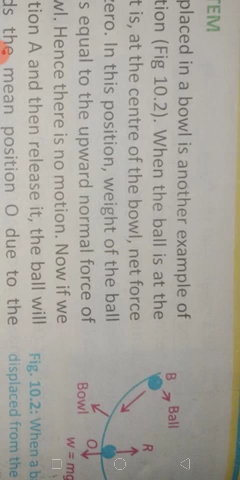 TEM
placed in a bowl is another example of
tion (Fig 10.2). When the ball is at the
t is, at the centre of the bowl, net force
zero. In this position, weight of the ball
s equal to the upward normal force of
wl. Hence there is no motion. Now if we
tion A and then release it, the ball will
ds the mean position O due to the
B
Ball
R
Bowl
O
w = mg
Fig. 10.2: When a b
displaced from the